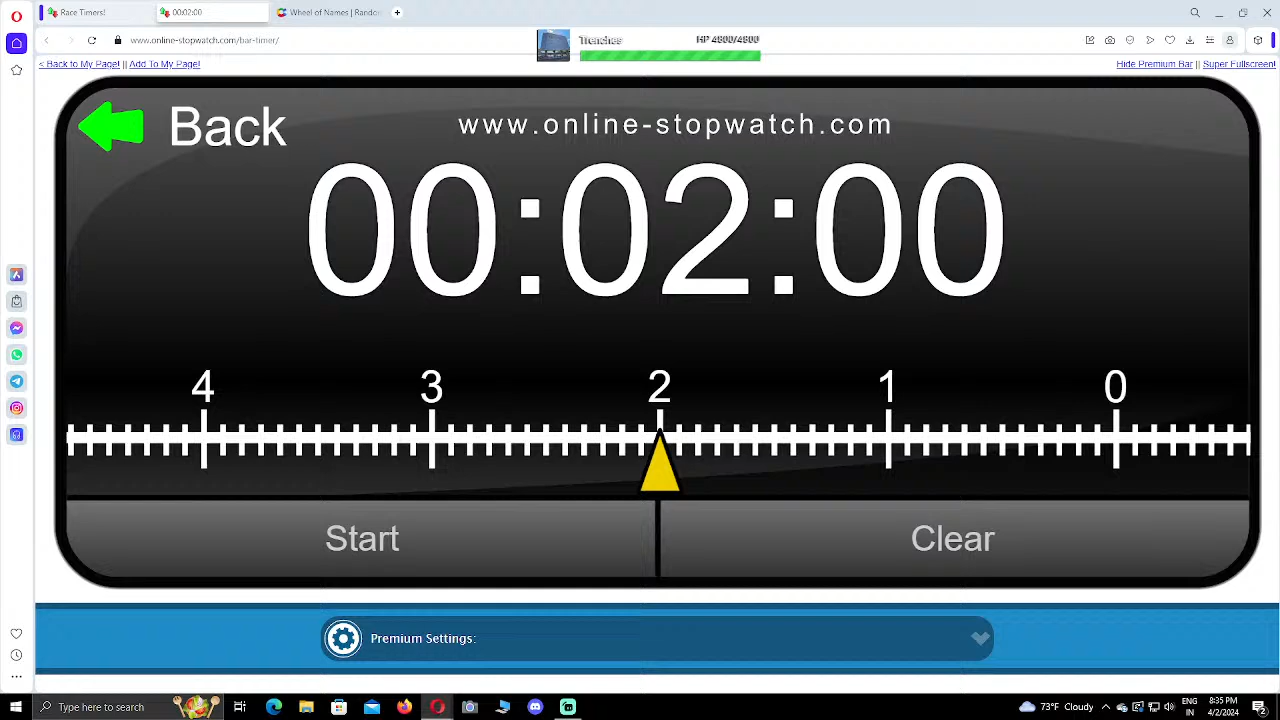 Race Timers!
00:02:00
Wheel of Names | Random
www.online-stopwatch.com/bar-timer/
Trenches
HP 4800/4800
< Back to My Page! || Add To My Page!
Hide Premium Bar || Super Fullscreen
Back
www.online-stopwatch.com
00:02:00
4 3 2 1 0
Start
Clear
Premium Settings:
Type here to search
73°F Cloudy
ENG
IN
8:35 PM
4/2/2024
2